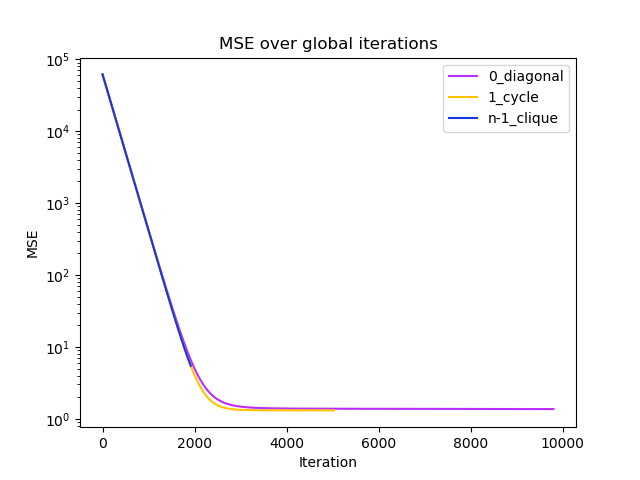 MSE over global iterations
MSE
10^5
10^4
10^3
10^2
10^1
10^0
0_diagonal
1_cycle
n-1_clique
0 2000 4000 6000 8000 10000
Iteration